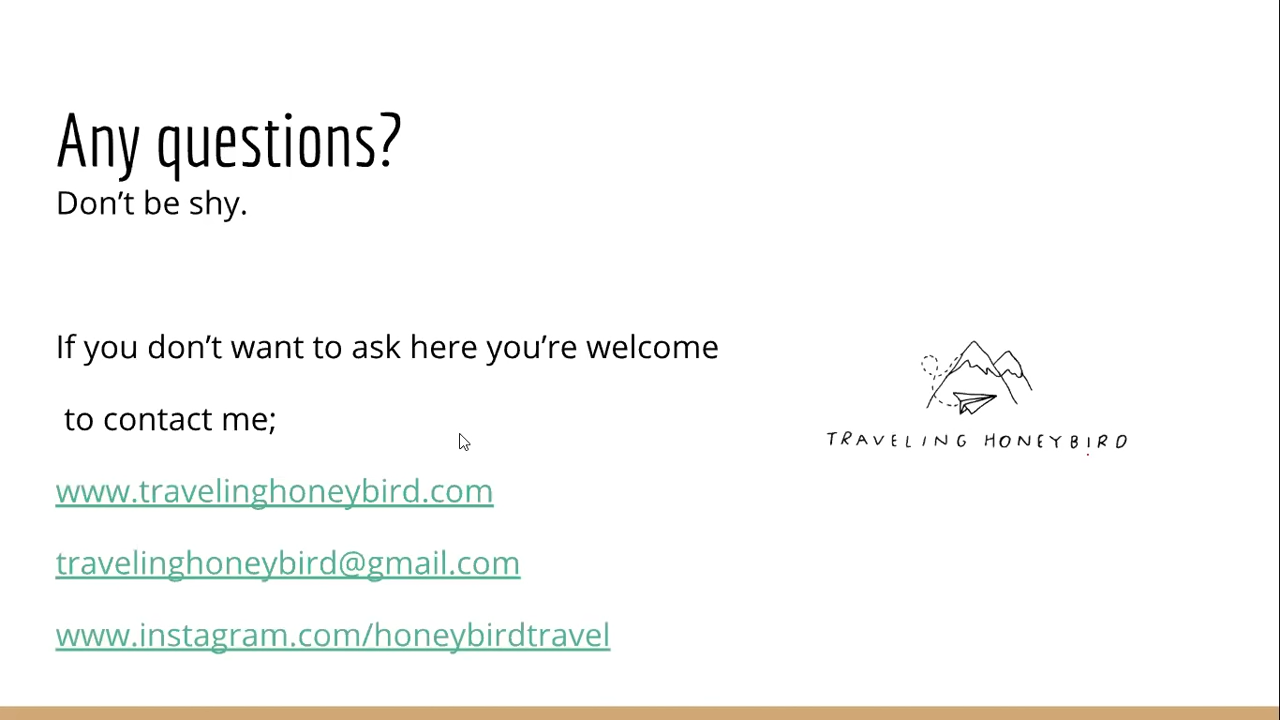 Any questions?
Don't be shy.
If you don't want to ask here you're welcome
to contact me;
TRAVELING HONEYBIRD
www.travelinghoneybird.com
travelinghoneybird@gmail.com
www.instagram.com/honeybirdtravel